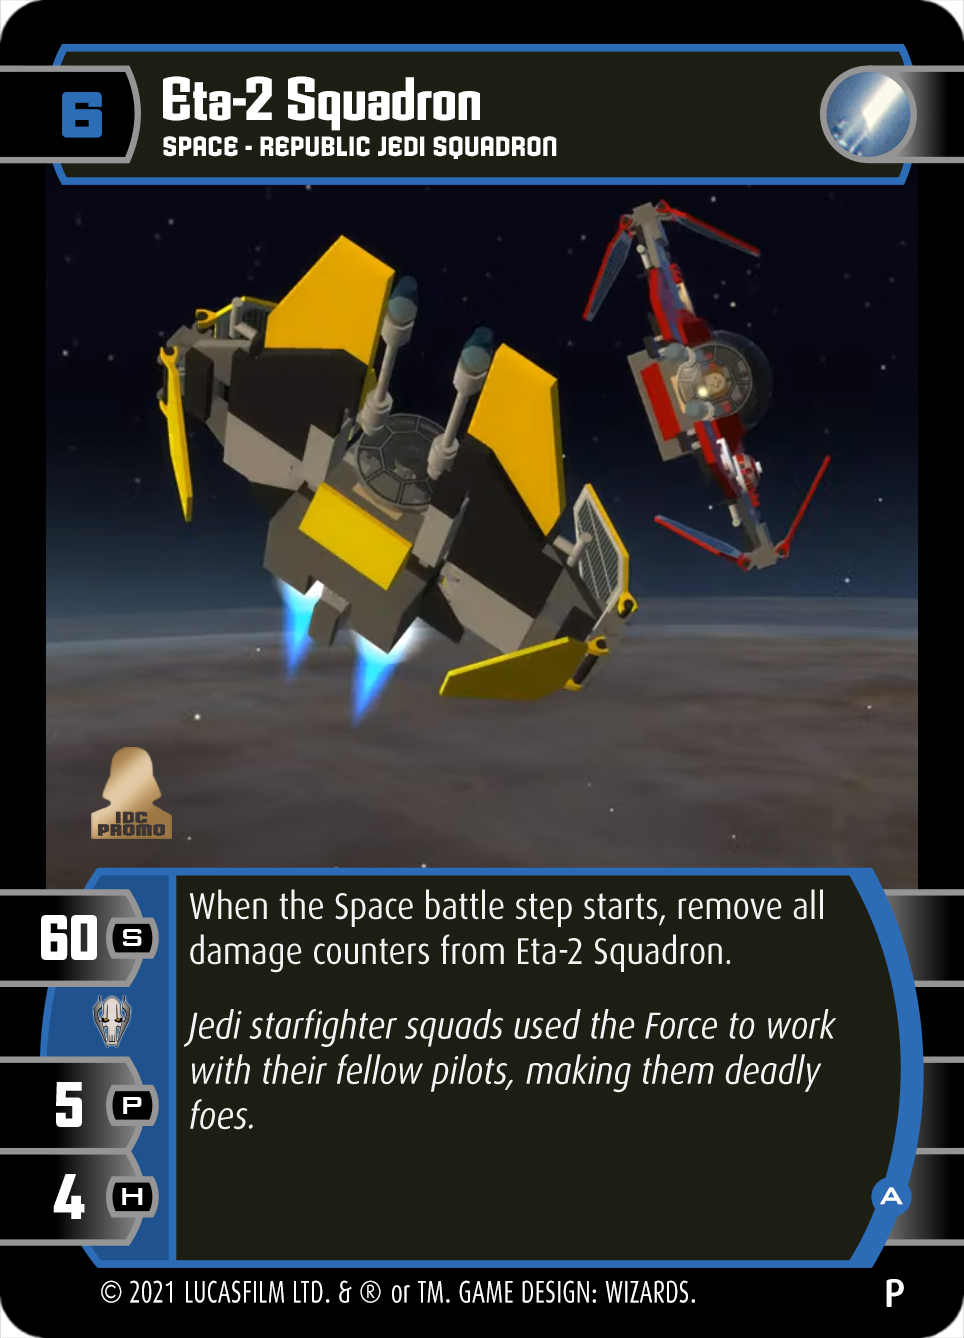 6
Eta-2 Squadron
SPACE - REPUBLIC JEDI SQUADRON
IDC
PROMO
60 S
When the Space battle step starts, remove all
damage counters from Eta-2 Squadron.
Jedi starfighter squads used the Force to work
with their fellow pilots, making them deadly
foes.
5 P
4 H
A
© 2021 LUCASFILM LTD. & ® or TM. GAME DESIGN: WIZARDS.
P